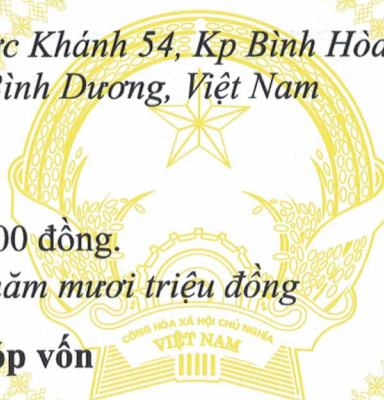 Khánh 54, Kp Bình Hòa
Bình Dương, Việt Nam
00 đồng.
năm mươi triệu đồng
óp vốn
CỘNG HÒA XÃ HỘI CHỦ NGHĨA
VIỆT NAM